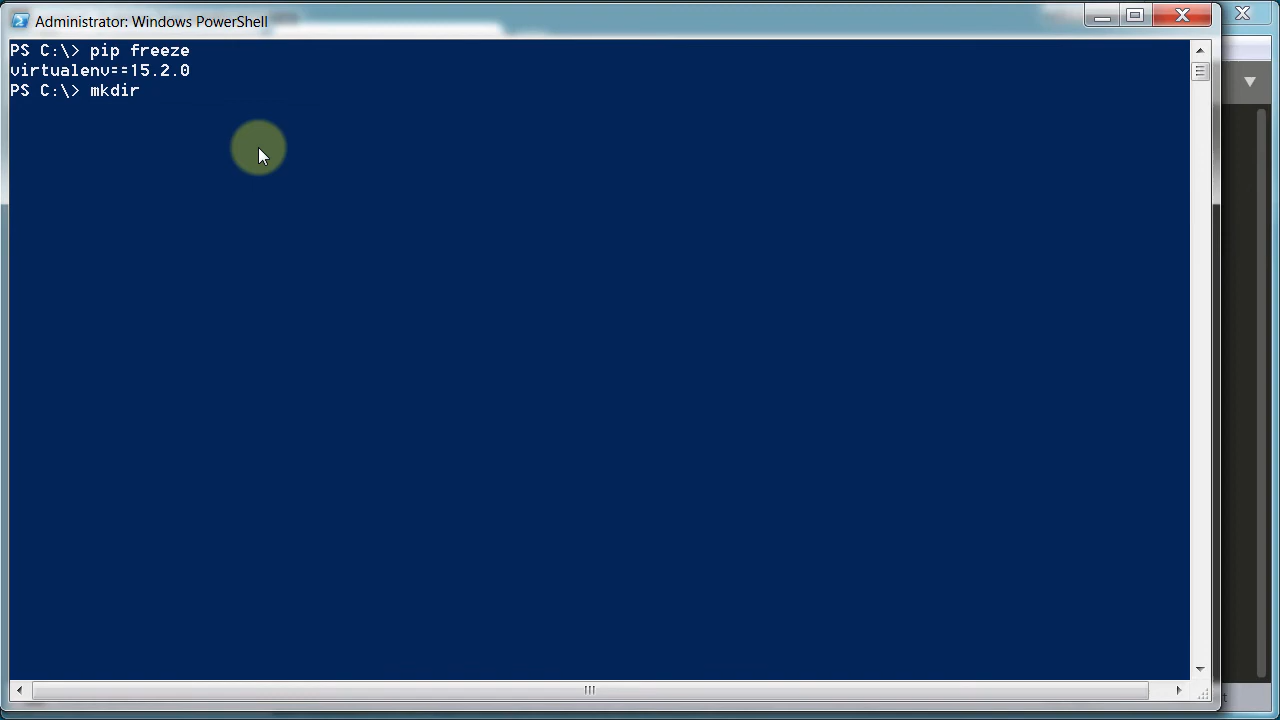 Administrator: Windows PowerShell
PS C:\> pip freeze
virtualenv==15.2.0
PS C:\> mkdir